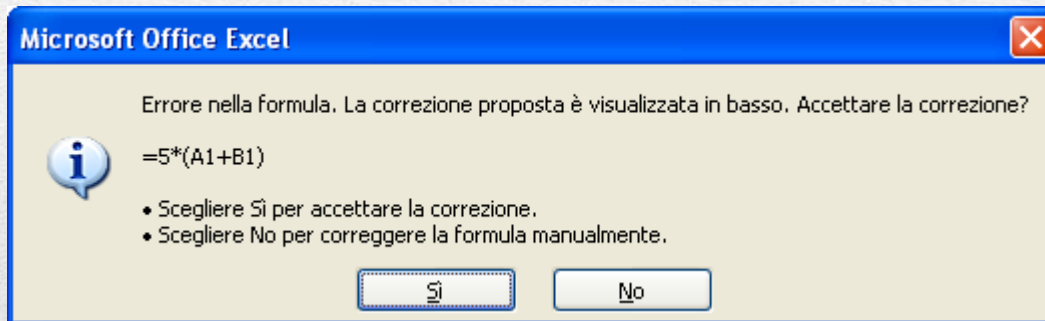 Microsoft Office Excel
Errore nella formula. La correzione proposta è visualizzata in basso. Accettare la correzione?
=5*(A1+B1)
• Scegliere Sì per accettare la correzione.
• Scegliere No per correggere la formula manualmente.
Sì
No